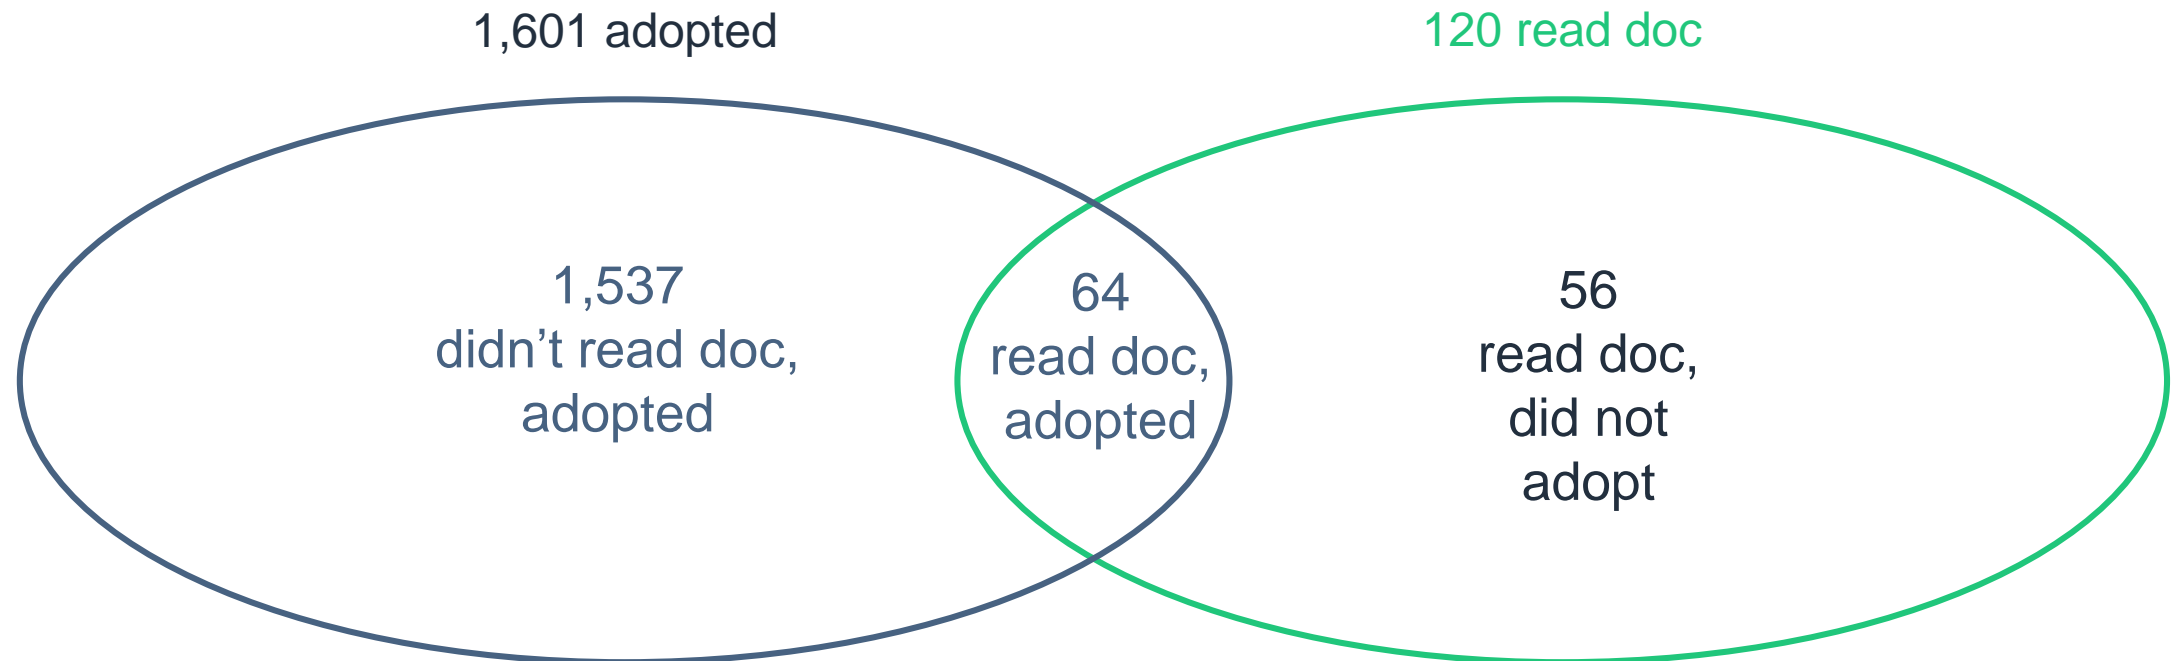 1,601 adopted
120 read doc
1,537
didn’t read doc,
adopted
64
read doc,
adopted
56
read doc,
did not
adopt